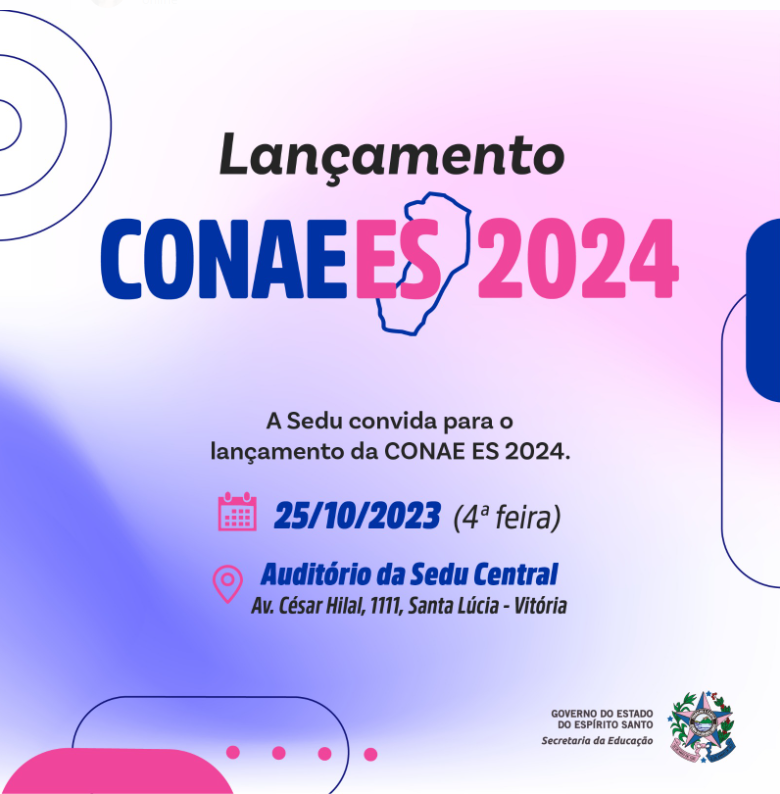 Lançamento
CONAE ES 2024
A Sedu convida para o
lançamento da CONAE ES 2024.
25/10/2023 (4ª feira)
Auditório da Sedu Central
Av. César Hilal, 1111, Santa Lúcia - Vitória
GOVERNO DO ESTADO
DO ESPÍRITO SANTO
Secretaria da Educação